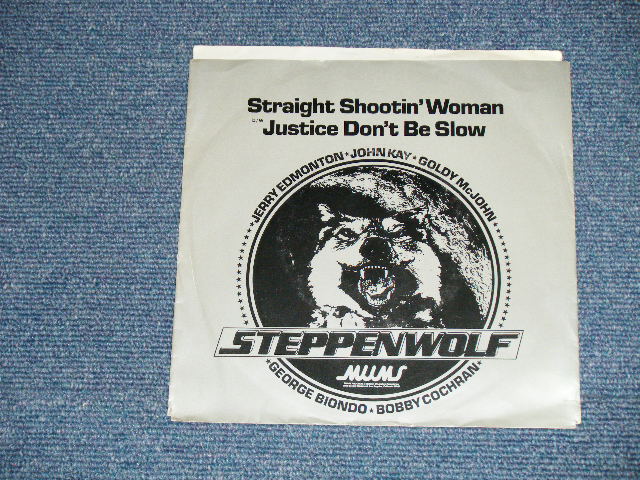 Straight Shootin' Woman
b/w Justice Don't Be Slow
JERRY EDMONTON ★ JOHN KAY ★ GOLDY McJOHN
STEPPENWOLF
MUMS
GEORGE BIONDO ★ BOBBY COCHRAN